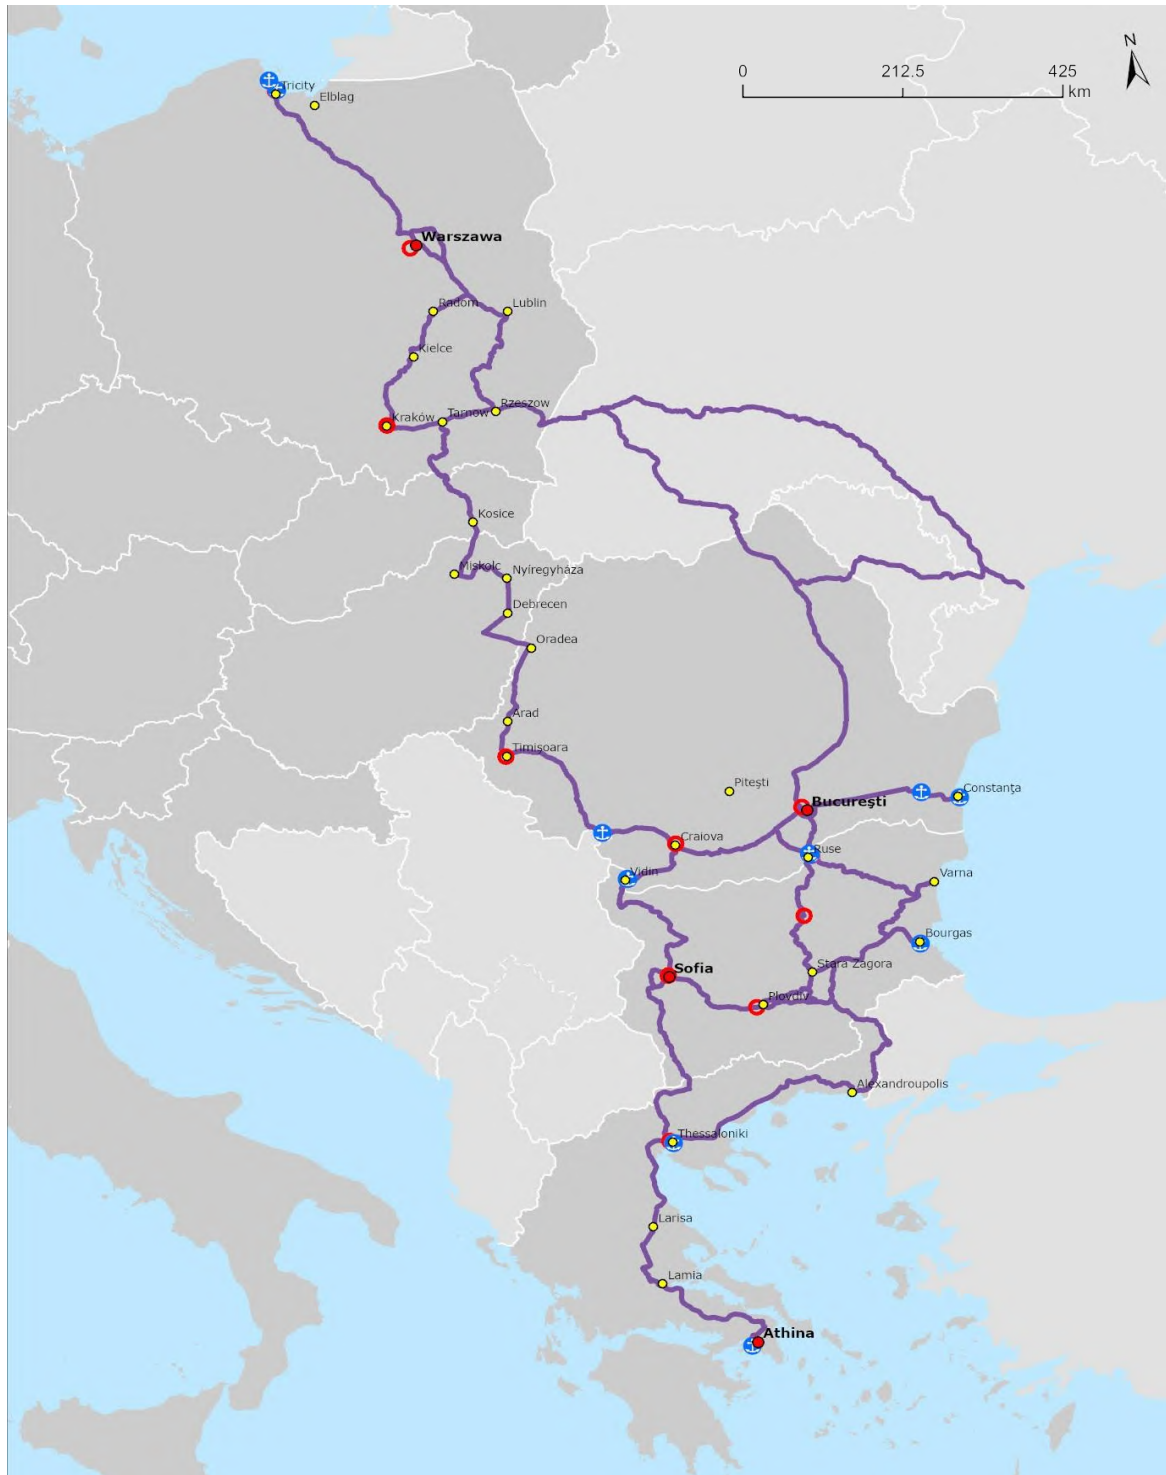 N
0 212.5 425
km
Tricity
Elblag
Warszawa
Radom
Lublin
Kielce
Kraków
Tarnow
Rzeszow
Kosice
Miskolc
Nyíregyháza
Debrecen
Oradea
Arad
Timisoara
Piteşti
Bucureşti
Constanţa
Craiova
Ruse
Vidin
Varna
Bourgas
Sofia
Stara Zagora
Plovdiv
Alexandroupolis
Thessaloniki
Larisa
Lamia
Athina